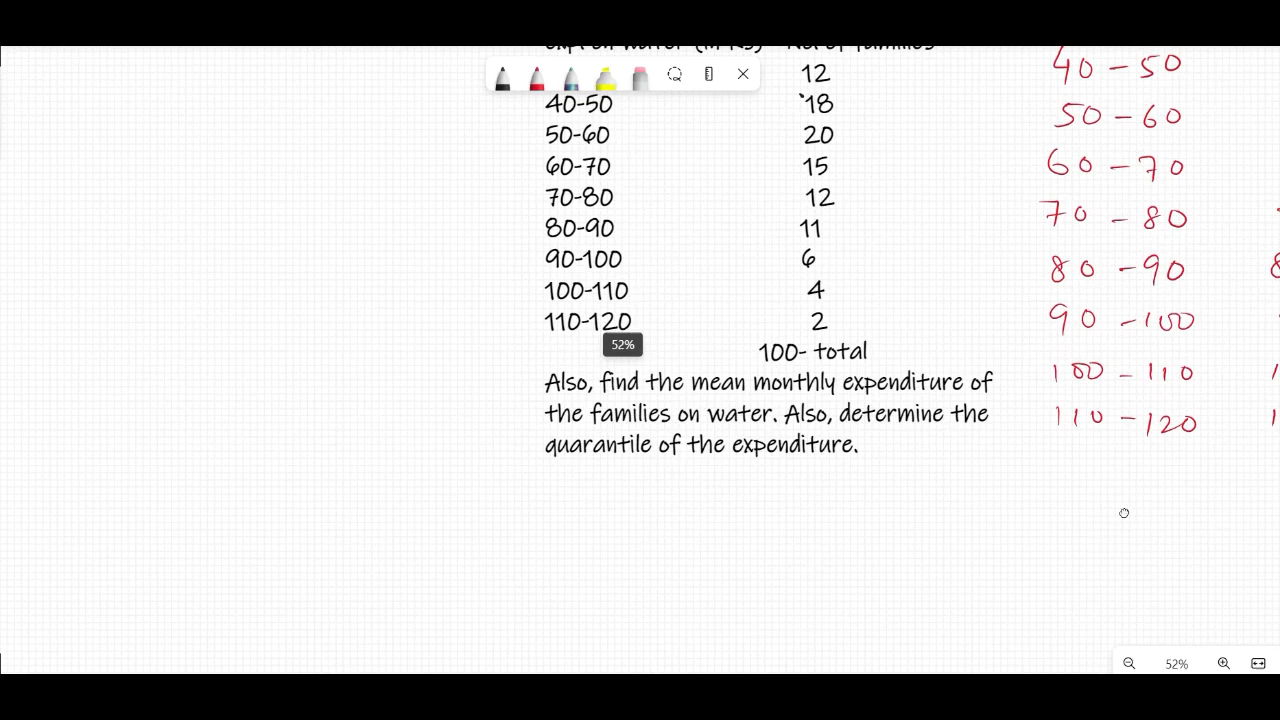 12
40-50 18
50-60 20
60-70 15
70-80 12
80-90 11
90-100 6
100-110 4
110-120 2
52%
100- total
Also, find the mean monthly expenditure of
the families on water. Also, determine the
quarantile of the expenditure.
40 - 50
50 - 60
60 - 70
70 - 80
80 - 90
90 - 100
100 - 110
110 - 120
52%